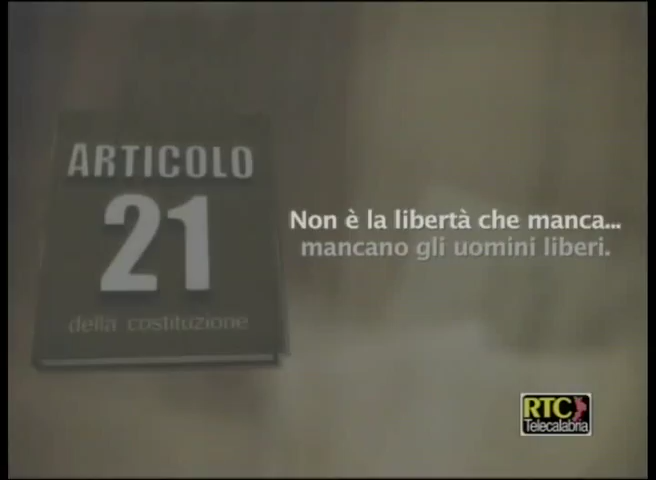 ARTICOLO
21
della costituzione
Non è la libertà che manca...
mancano gli uomini liberi.
RTC
Telecalabria